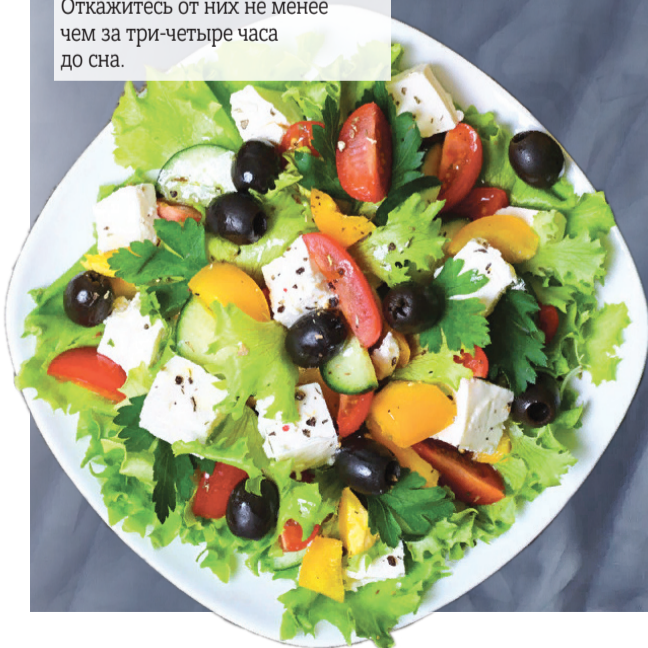 Откажитесь от них не менее
чем за три-четыре часа
до сна.